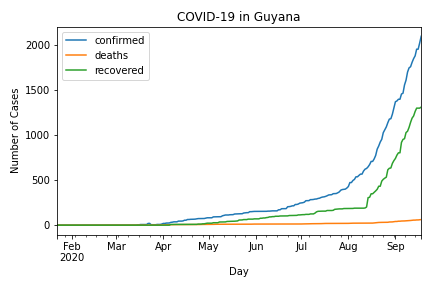 COVID-19 in Guyana
confirmed
deaths
recovered
2000
1500
1000
500
0
Number of Cases
Feb Mar Apr May Jun Jul Aug Sep
2020
Day